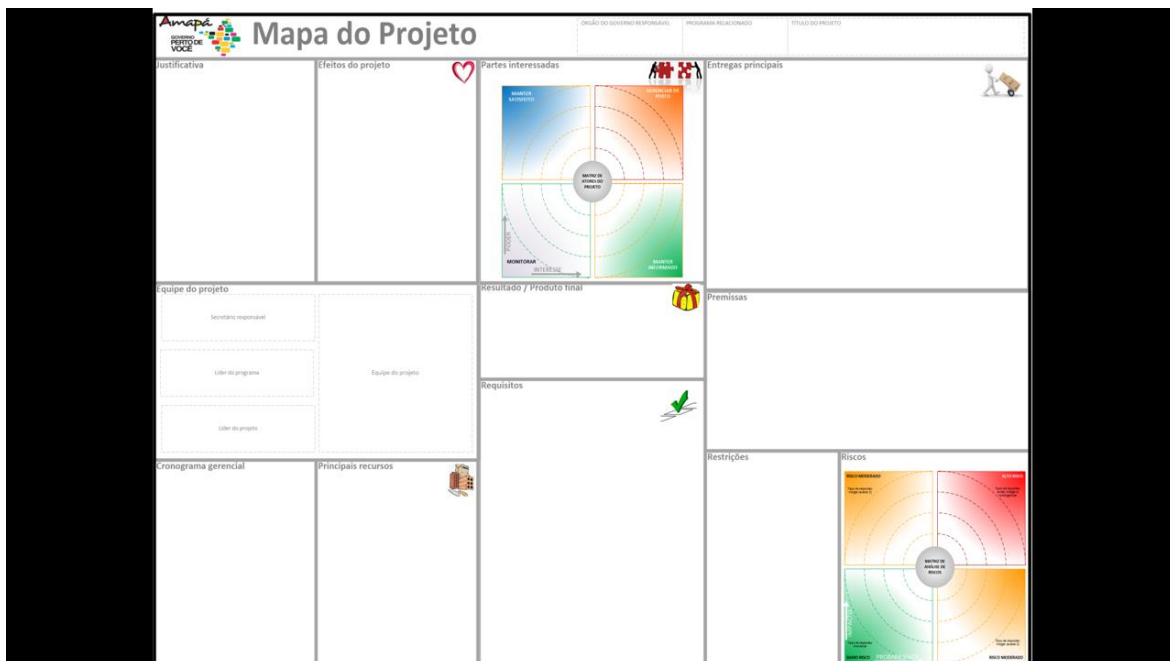 Amapá
GOVERNO
PERTO DE
VOCÊ
Mapa do Projeto
ÓRGÃO DO GOVERNO RESPONSÁVEL
PROGRAMA RELACIONADO
TÍTULO DO PROJETO
Justificativa
Efeitos do projeto
Partes interessadas
MANTER
SATISFEITO
GERENCIAR DE
PERTO
MATRIZ DE
ATORES DO
PROJETO
PODER
MONITORAR
INTERESSE
MANTER
INFORMADO
Entregas principais
Equipe do projeto
Secretário responsável
Líder do programa
Líder do projeto
Equipe do projeto
Resultado / Produto final
Premissas
Requisitos
Cronograma gerencial
Principais recursos
Restrições
Riscos
RISCO MODERADO
ALTO RISCO
MATRIZ DE
ANÁLISE DE
RISCOS
BAIXO RISCO
RISCO MODERADO